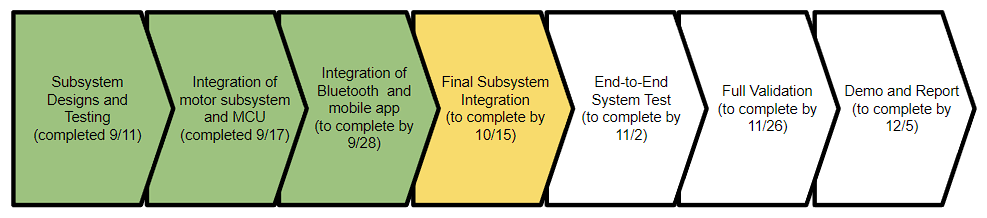 Subsystem
Designs and
Testing
(completed 9/11)
Integration of
motor subsystem
and MCU
(completed 9/17)
Integration of
Bluetooth and
mobile app
(to complete by
9/28)
Final Subsystem
Integration
(to complete by
10/15)
End-to-End
System Test
(to complete by
11/2)
Full Validation
(to complete by
11/26)
Demo and Report
(to complete by
12/5)